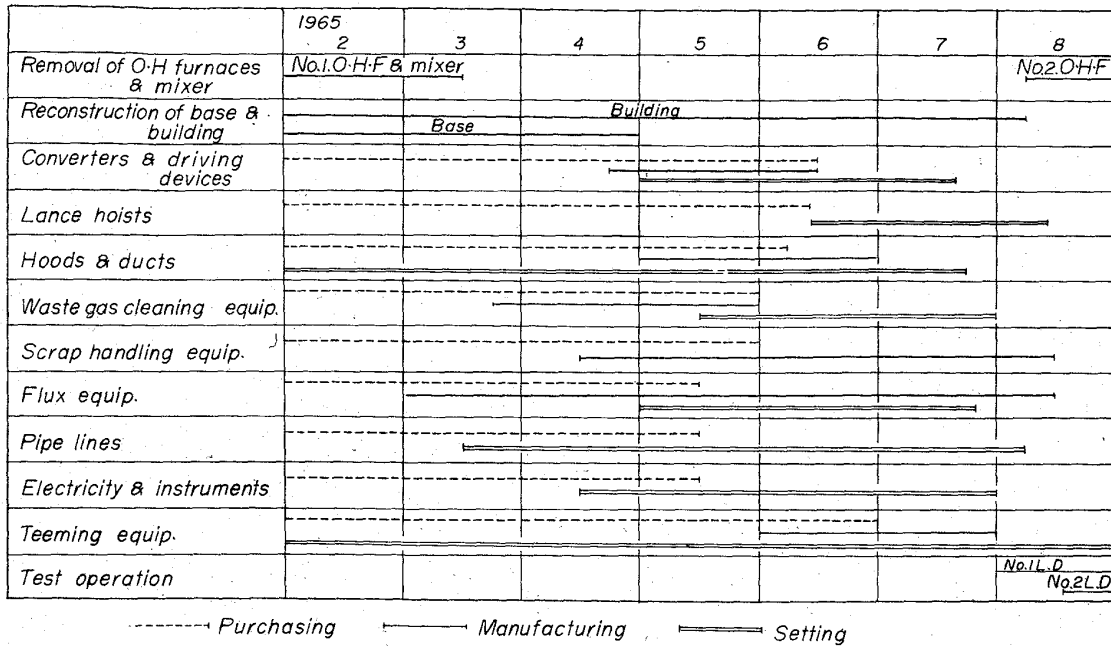 1965
2 3 4 5 6 7 8
Removal of O·H furnaces
& mixer
No.1.O·H·F & mixer
No.2.O·H·F
Reconstruction of base &
building
Building
Base
Converters & driving
devices
Lance hoists
Hoods & ducts
Waste gas cleaning equip.
Scrap handling equip.
Flux equip.
Pipe lines
Electricity & instruments
Teeming equip.
Test operation
No.1L.D
No.2L.D
Purchasing Manufacturing Setting